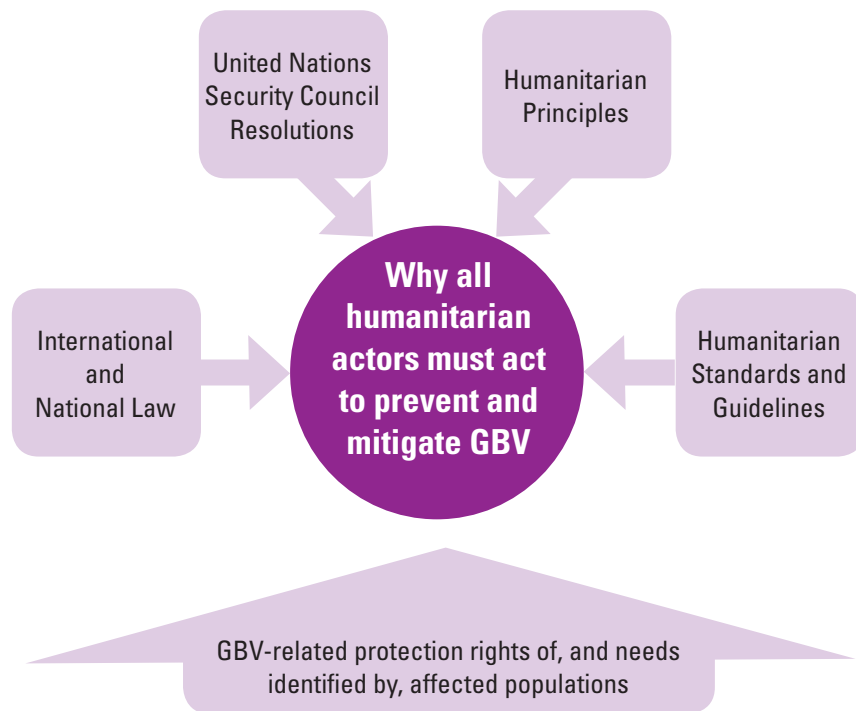 United Nations
Security Council
Resolutions
Humanitarian
Principles
Why all
humanitarian
actors must act
to prevent and
mitigate GBV
International
and
National Law
Humanitarian
Standards and
Guidelines
GBV-related protection rights of, and needs
identified by, affected populations